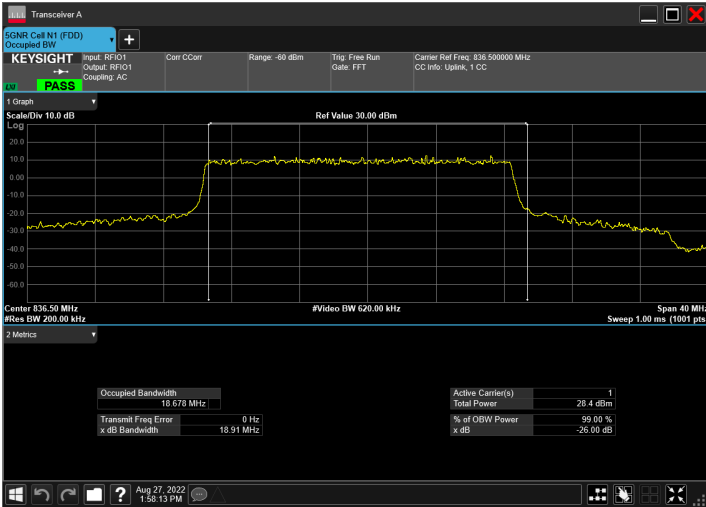 Transceiver A
5GNR Cell N1 (FDD)
Occupied BW
KEYSIGHT
LXI
PASS
Input: RFIO1
Output: RFIO1
Coupling: AC
Corr CCorr
Range: -60 dBm
Trig: Free Run
Gate: FFT
Carrier Ref Freq: 836.500000 MHz
CC Info: Uplink, 1 CC
1 Graph
Scale/Div 10.0 dB
Ref Value 30.00 dBm
Log
20.0
10.0
0.00
-10.0
-20.0
-30.0
-40.0
-50.0
-60.0
Center 836.50 MHz
#Video BW 620.00 kHz
Span 40 MHz
#Res BW 200.00 kHz
Sweep 1.00 ms (1001 pts
2 Metrics
Occupied Bandwidth
18.678 MHz
Transmit Freq Error 0 Hz
x dB Bandwidth 18.91 MHz
Active Carrier(s) 1
Total Power 28.4 dBm
% of OBW Power 99.00 %
x dB -26.00 dB
Aug 27, 2022
1:58:13 PM